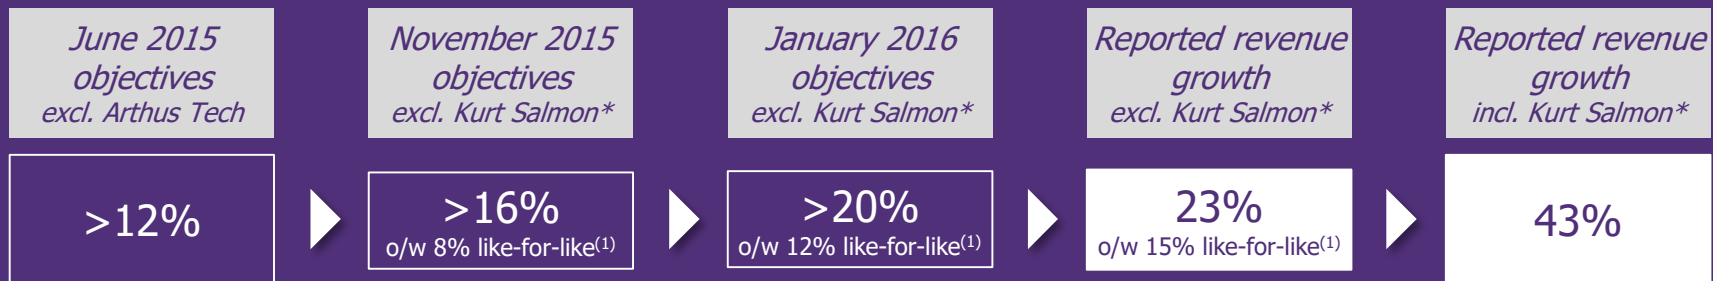 June 2015
objectives
excl. Arthus Tech
>12%
November 2015
objectives
excl. Kurt Salmon*
>16%
o/w 8% like-for-like(1)
January 2016
objectives
excl. Kurt Salmon*
>20%
o/w 12% like-for-like(1)
Reported revenue
growth
excl. Kurt Salmon*
23%
o/w 15% like-for-like(1)
Reported revenue
growth
incl. Kurt Salmon*
43%